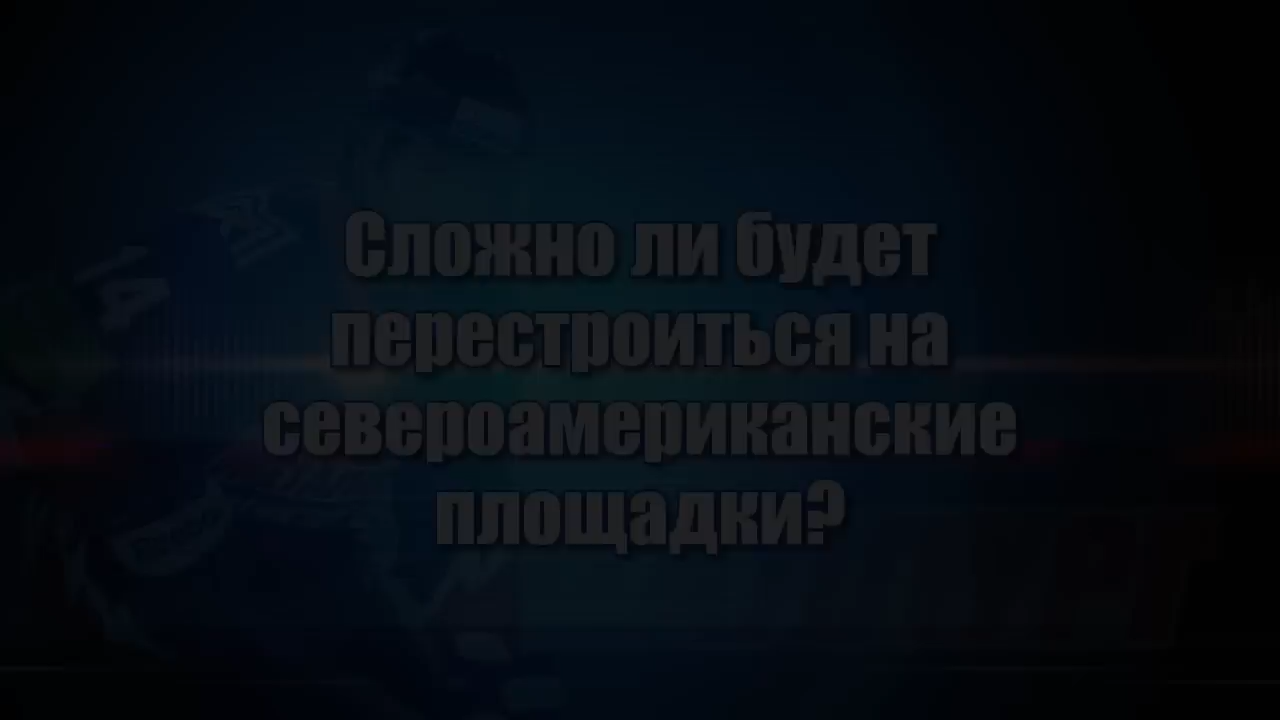 Сложно ли будет
перестроиться на
североамериканские
площадки?